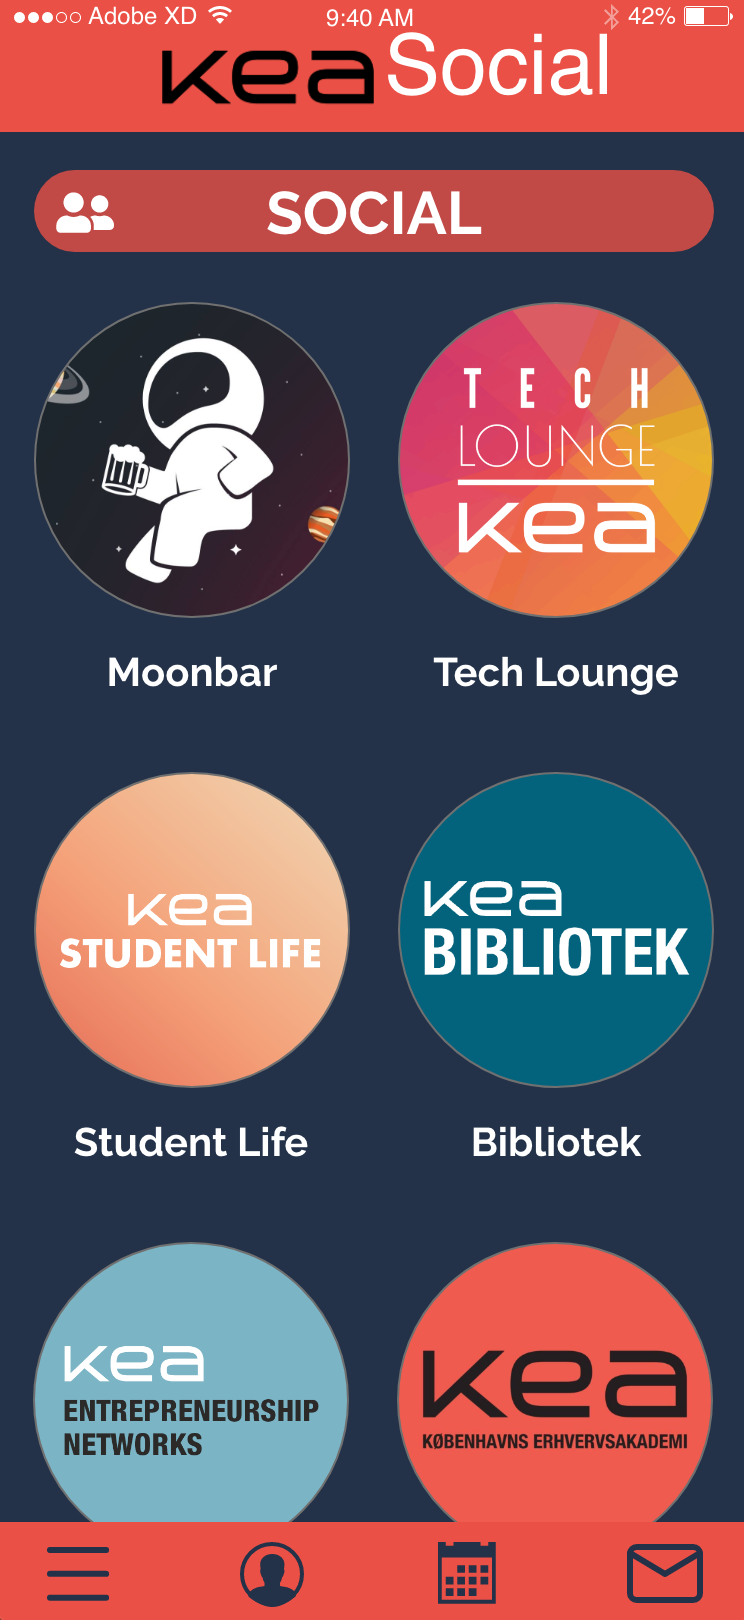 Adobe XD 9:40 AM 42%
kea Social
SOCIAL
TECH
LOUNGE
kea
Moonbar
Tech Lounge
kea
STUDENT LIFE
kea
BIBLIOTEK
Student Life
Bibliotek
kea
ENTREPRENEURSHIP
NETWORKS
kea
KØBENHAVNS ERHVERVSAKADEMI